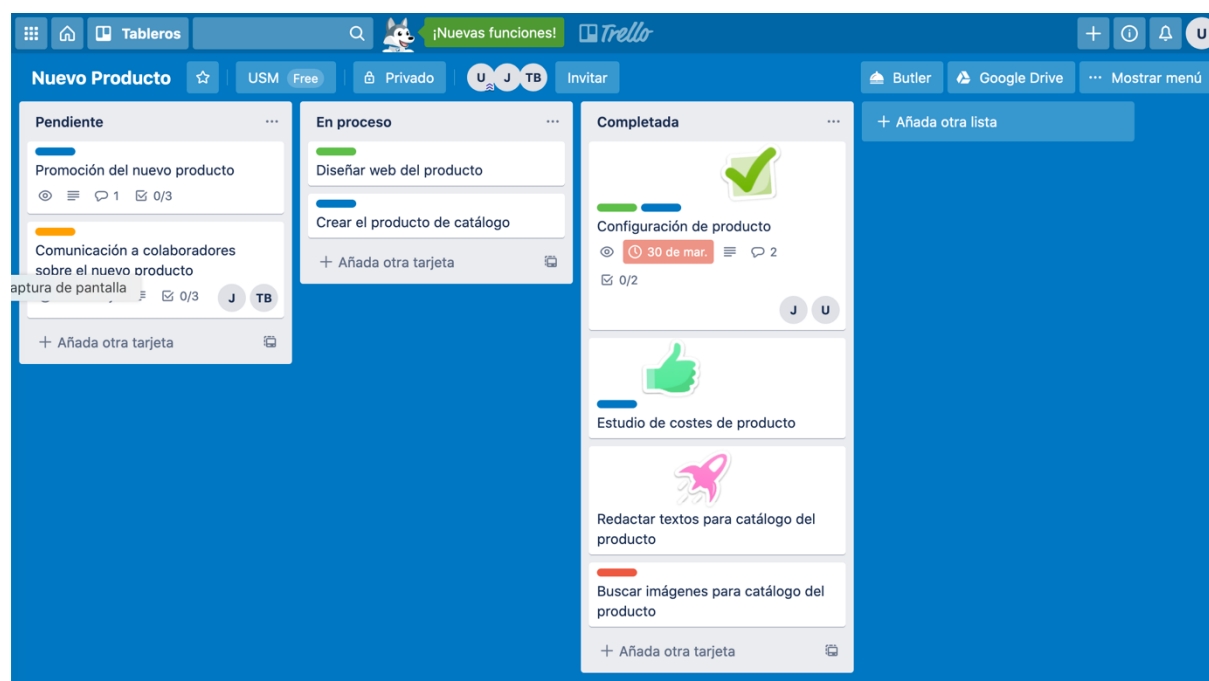 Tableros
¡Nuevas funciones!
Trello
U
Nuevo Producto
USM Free
Privado
U J TB
Invitar
Butler
Google Drive
Mostrar menú
Pendiente
Promoción del nuevo producto
1 0/3
Comunicación a colaboradores
sobre el nuevo producto
aptura de pantalla
0/3 J TB
+ Añada otra tarjeta
En proceso
Diseñar web del producto
Crear el producto de catálogo
+ Añada otra tarjeta
Completada
Configuración de producto
30 de mar. 2
0/2
J U
Estudio de costes de producto
Redactar textos para catálogo del
producto
Buscar imágenes para catálogo del
producto
+ Añada otra tarjeta
+ Añada otra lista